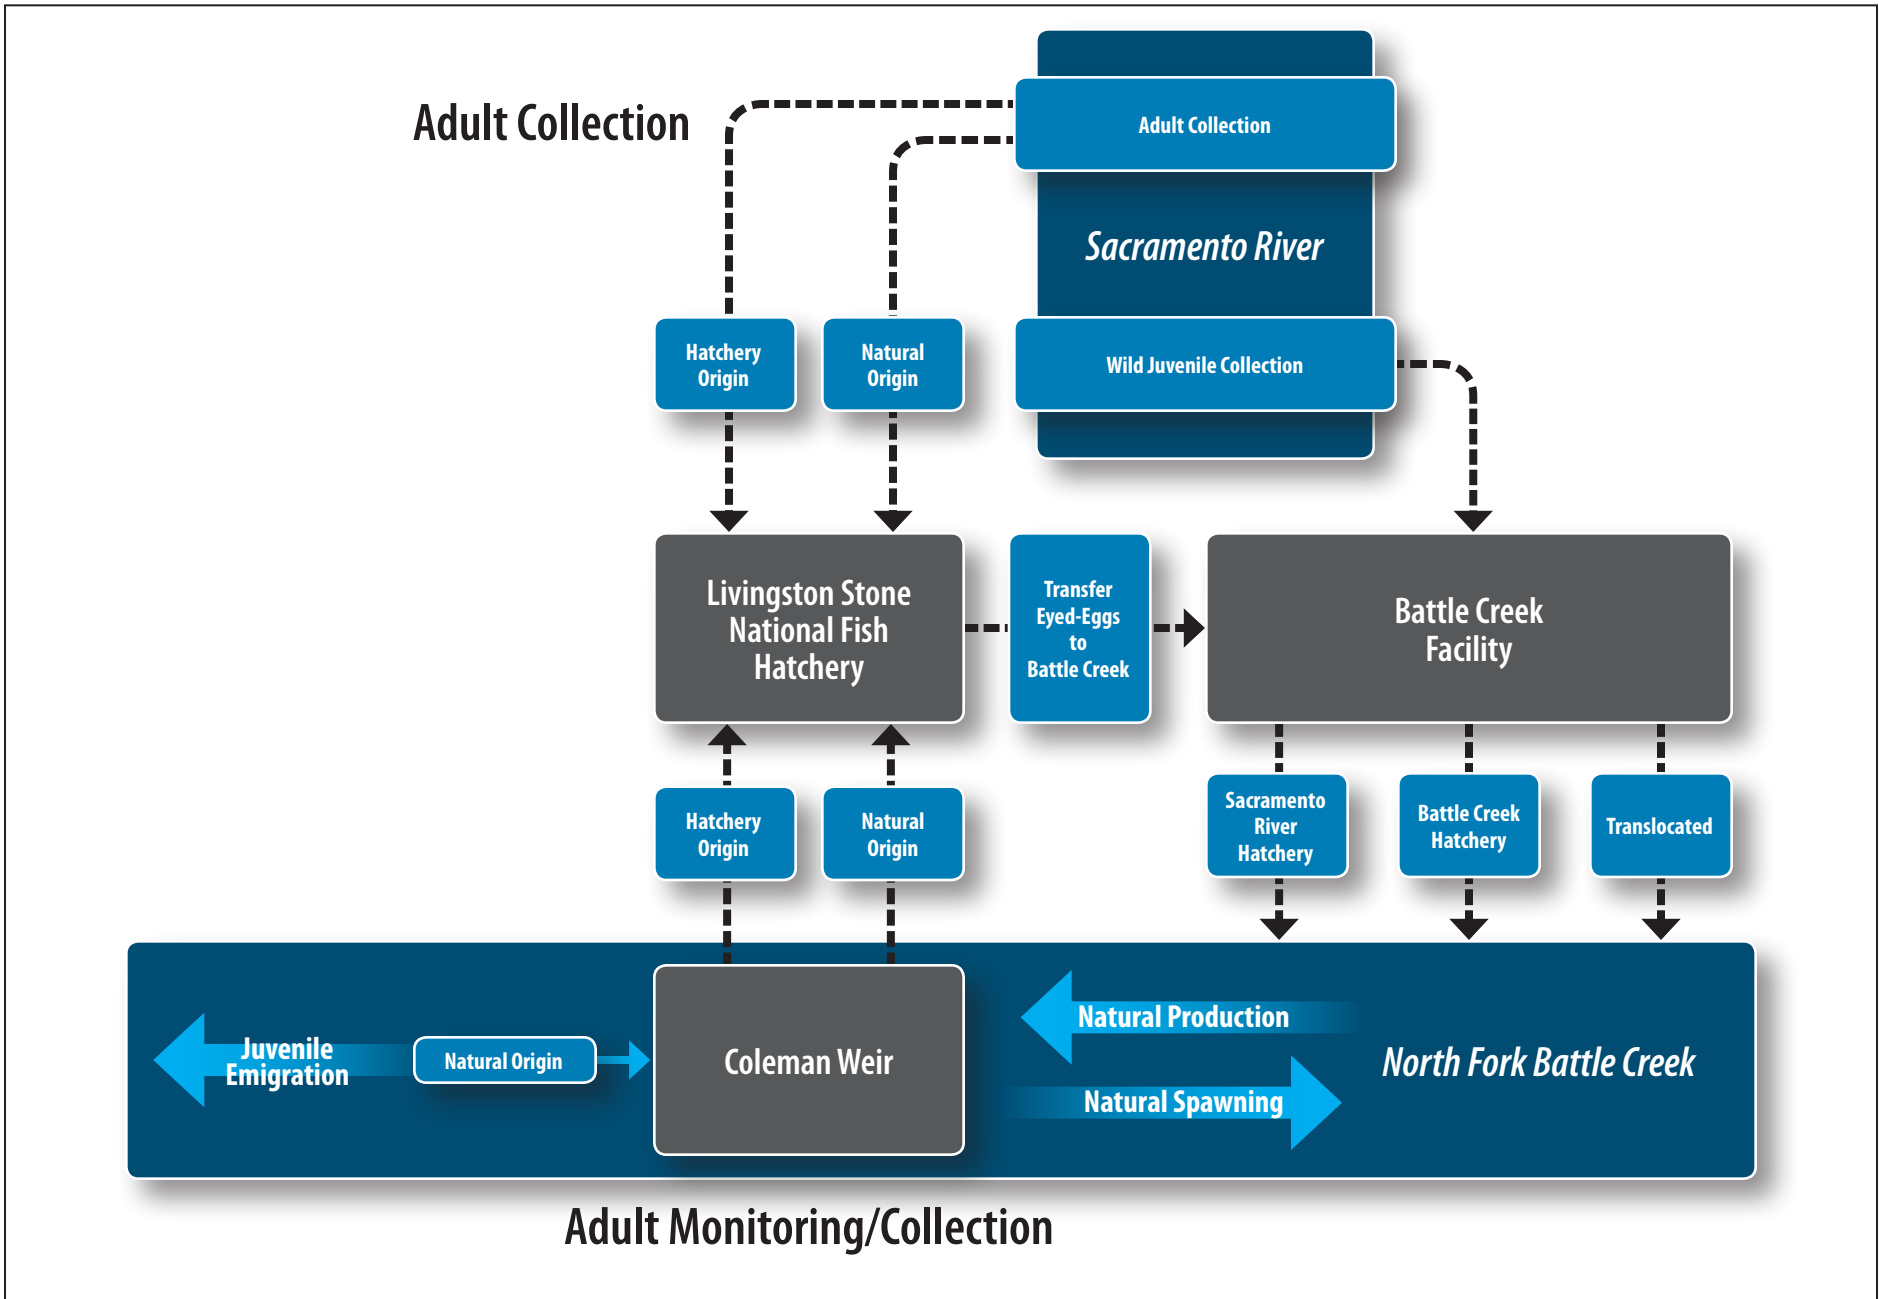 Adult Collection
Adult Collection
Sacramento River
Hatchery
Origin
Natural
Origin
Wild Juvenile Collection
Livingston Stone
National Fish
Hatchery
Transfer
Eyed-Eggs
to
Battle Creek
Battle Creek
Facility
Hatchery
Origin
Natural
Origin
Sacramento
River
Hatchery
Battle Creek
Hatchery
Translocated
Juvenile
Emigration
Natural Origin
Coleman Weir
Natural Production
Natural Spawning
North Fork Battle Creek
Adult Monitoring/Collection